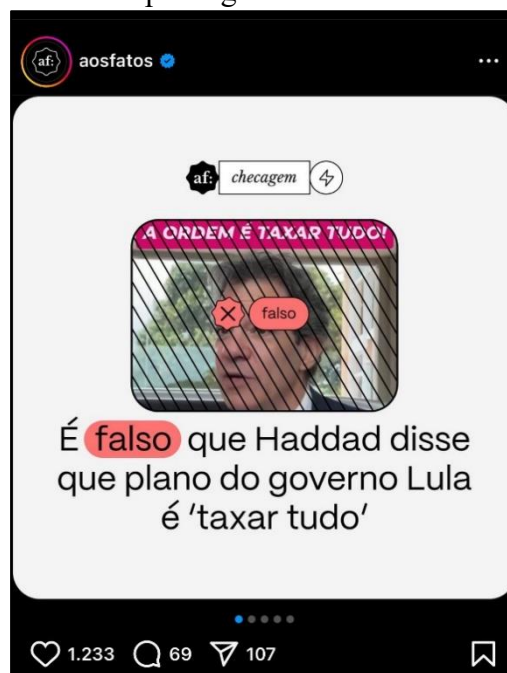 af: aosfatos
af: checagem
A ORDEM É TAXAR TUDO!
falso
É falso que Haddad disse
que plano do governo Lula
é ‘taxar tudo’
1.233 69 107